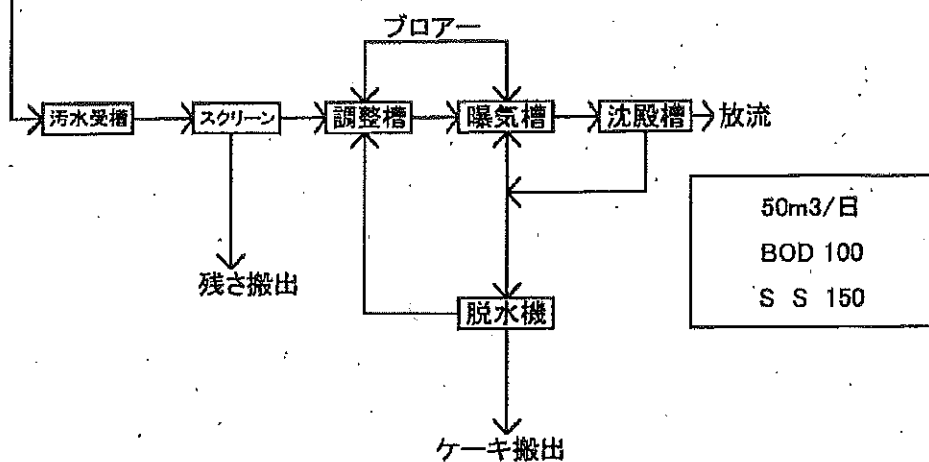 ブロアー
汚水受槽
スクリーン
調整槽
曝気槽
沈殿槽
放流
50m3/日
BOD 100
S S 150
残さ搬出
脱水機
ケーキ搬出